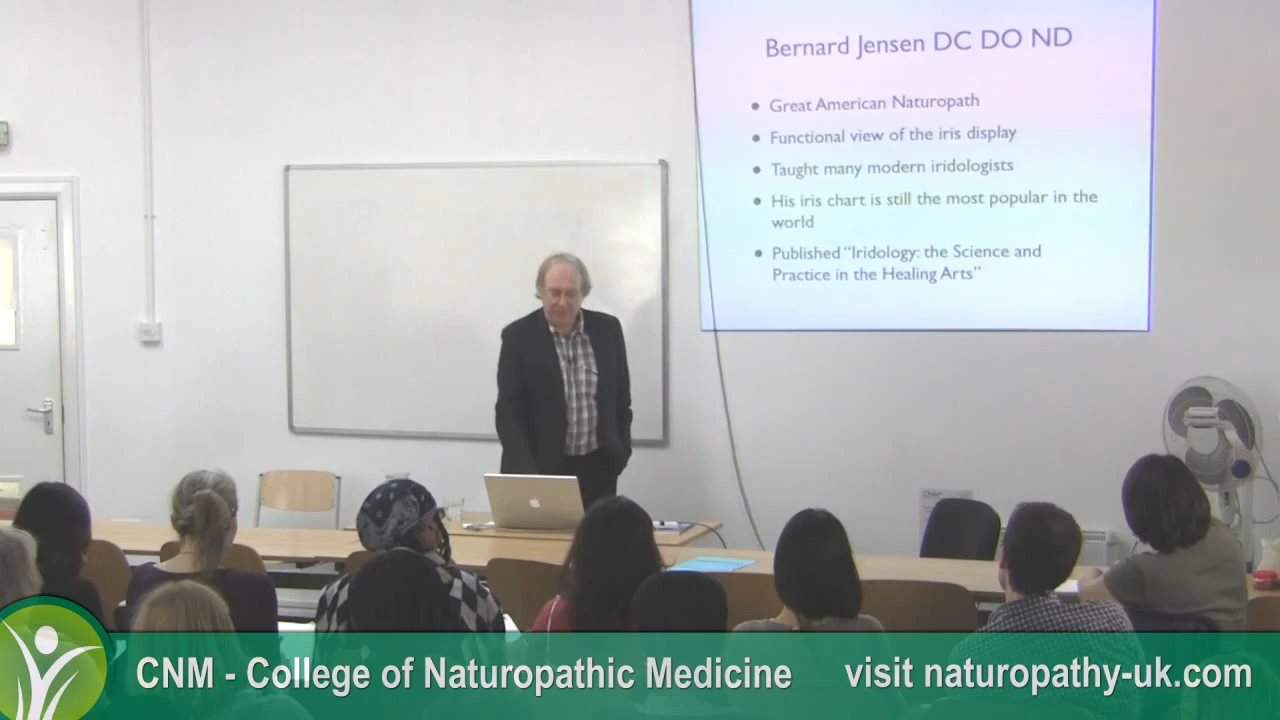 Bernard Jensen DC DO ND
• Great American Naturopath
• Functional view of the iris display
• Taught many modern iridologists
• His iris chart is still the most popular in the
world
• Published “Iridology: the Science and
Practice in the Healing Arts”
CNM - College of Naturopathic Medicine
visit naturopathy-uk.com